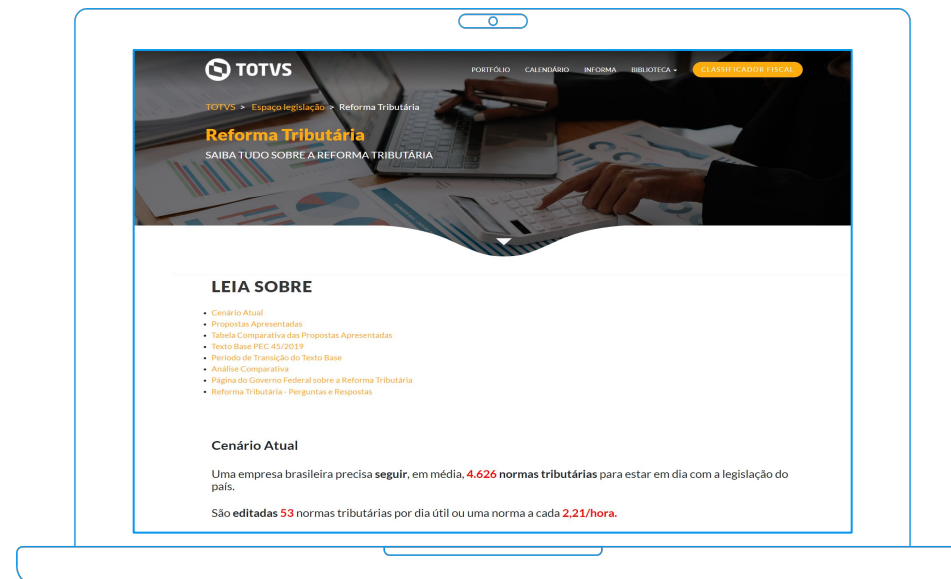 TOTVS
PORTFÓLIO CALENDÁRIO INFORMA BIBLIOTECA CLASSIFICADOR FISCAL
TOTVS > Espaço legislação > Reforma Tributária
Reforma Tributária
SAIBA TUDO SOBRE A REFORMA TRIBUTÁRIA
LEIA SOBRE
• Cenário Atual
• Propostas Apresentadas
• Tabela Comparativa das Propostas Apresentadas
• Texto Base PEC 45/2019
• Período de Transição do Texto Base
• Análise Comparativa
• Página do Governo Federal sobre a Reforma Tributária
• Reforma Tributária - Perguntas e Respostas
Cenário Atual
Uma empresa brasileira precisa seguir, em média, 4.626 normas tributárias para estar em dia com a legislação do
país.
São editadas 53 normas tributárias por dia útil ou uma norma a cada 2,21/hora.